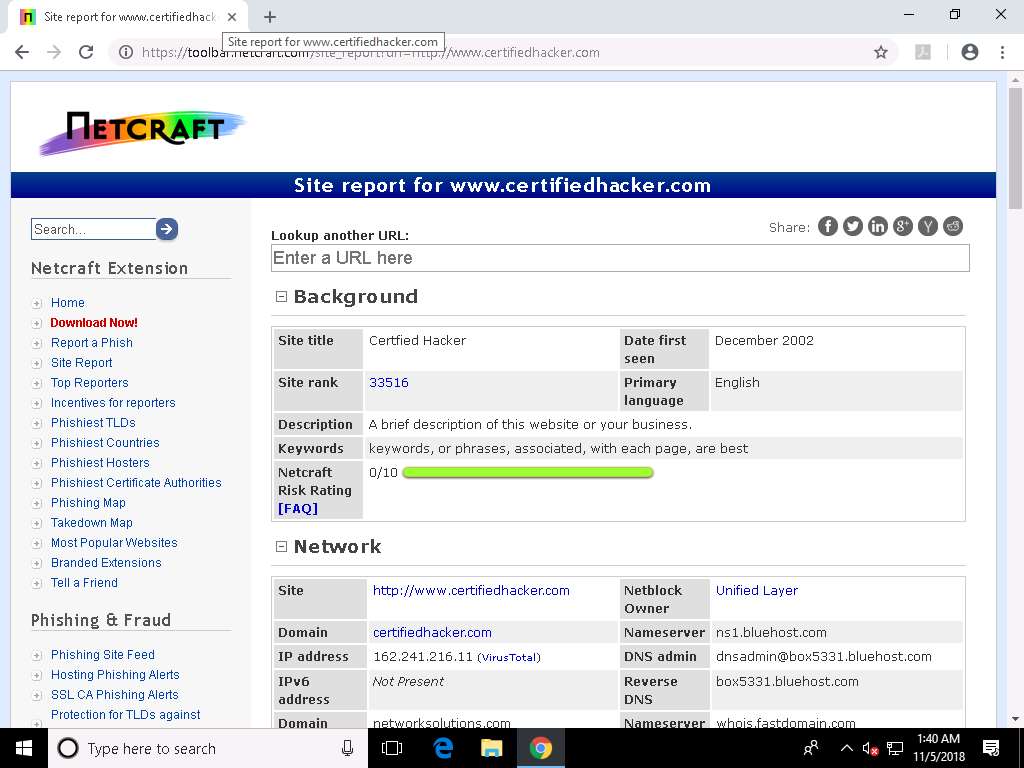 Site report for www.certifiedhack
Site report for www.certifiedhacker.com
https://toolbar.netcraft.com/site_report?url=http://www.certifiedhacker.com
NETCRAFT
Site report for www.certifiedhacker.com
Search...
Share:
Lookup another URL:
Enter a URL here
Netcraft Extension
Home
Download Now!
Report a Phish
Site Report
Top Reporters
Incentives for reporters
Phishiest TLDs
Phishiest Countries
Phishiest Hosters
Phishiest Certificate Authorities
Phishing Map
Takedown Map
Most Popular Websites
Branded Extensions
Tell a Friend
Phishing & Fraud
Phishing Site Feed
Hosting Phishing Alerts
SSL CA Phishing Alerts
Protection for TLDs against
Background
Site title Certfied Hacker Date first seen December 2002
Site rank 33516 Primary language English
Description A brief description of this website or your business.
Keywords keywords, or phrases, associated, with each page, are best
Netcraft Risk Rating [FAQ] 0/10
Network
Site http://www.certifiedhacker.com Netblock Owner Unified Layer
Domain certifiedhacker.com Nameserver ns1.bluehost.com
IP address 162.241.216.11 (VirusTotal) DNS admin dnsadmin@box5331.bluehost.com
IPv6 address Not Present Reverse DNS box5331.bluehost.com
Domain networksolutions.com Nameserver whois.fastdomain.com
Type here to search
1:40 AM
11/5/2018